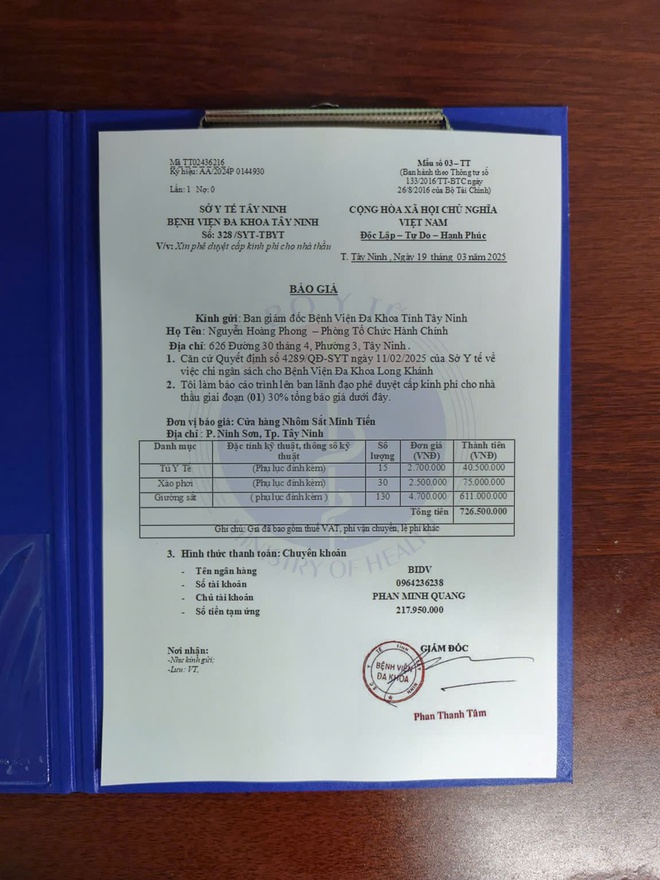 Mã TT02436216
Ký hiệu: AA/2024P 0144930
Lần: 1 Nợ: 0
Mẫu số 03 – TT
(Ban hành theo Thông tư số
133/2016/TT-BTC ngày
26/8/2016 của Bộ Tài Chính)
SỞ Y TẾ TÂY NINH
BỆNH VIỆN ĐA KHOA TÂY NINH
Số: 328 /SYT-TBYT
V/v: Xin phê duyệt cấp kinh phí cho nhà thầu
CỘNG HÒA XÃ HỘI CHỦ NGHĨA
VIỆT NAM
Độc Lập – Tự Do – Hạnh Phúc
T. Tây Ninh , Ngày 19 tháng 03 năm 2025
BÁO GIÁ
Kính gửi: Ban giám đốc Bệnh Viện Đa Khoa Tỉnh Tây Ninh
Họ Tên: Nguyễn Hoàng Phong – Phòng Tổ Chức Hành Chính
Địa chỉ: 626 Đường 30 tháng 4, Phường 3, Tây Ninh .
1. Căn cứ Quyết định số 4289/QĐ-SYT ngày 11/02/2025 của Sở Y tế về
việc chi ngân sách cho Bệnh Viện Đa Khoa Long Khánh
2. Tôi làm báo cáo trình lên ban lãnh đạo phê duyệt cấp kinh phí cho nhà
thầu giai đoạn (01) 30% tổng báo giá dưới đây.
Đơn vị báo giá: Cửa hàng Nhôm Sắt Minh Tiến
Địa chỉ : P. Ninh Sơn, Tp. Tây Ninh
Danh mục Đặc tính kỹ thuật, thông số kỹ thuật Số lượng Đơn giá (VNĐ) Thành tiền (VNĐ)
Tủ Y Tế (Phụ lục đính kèm) 15 2.700.000 40.500.000
Xào phơi (Phụ lục đính kèm) 30 2.500.000 75.000.000
Giường sắt ( phụ lục đính kèm ) 130 4.700.000 611.000.000
Tổng tiền 726.500.000
Ghi chú: Giá đã bao gồm thuế VAT, phí vận chuyển, lệ phí khác
3. Hình thức thanh toán: Chuyển khoản
- Tên ngân hàng BIDV
- Số tài khoản 0964236238
- Chủ tài khoản PHAN MINH QUANG
- Số tiền tạm ứng 217.950.000
MINISTRY OF HEALTH
BỘ Y TẾ
Nơi nhận:
-Như kính gửi;
-Lưu: VT,
GIÁM ĐỐC
BỆNH VIỆN
ĐA KHOA
Phan Thanh Tâm